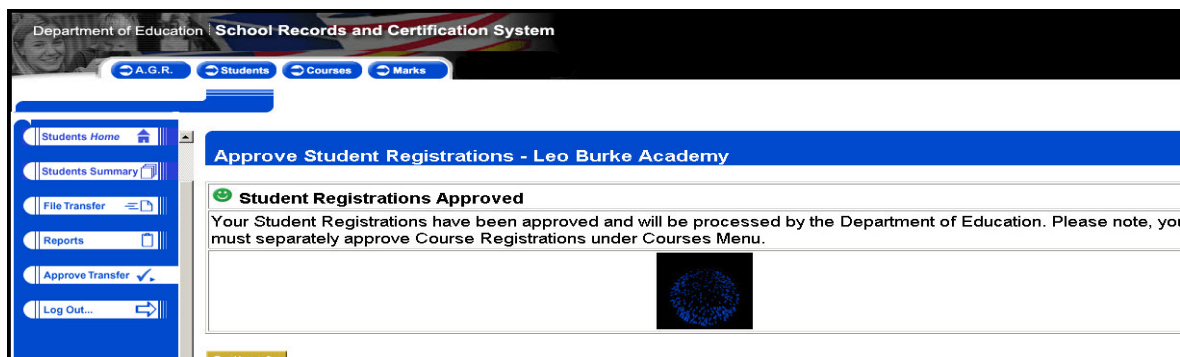 Department of Education School Records and Certification System
A.G.R. Students Courses Marks
Students Home
Students Summary
File Transfer
Reports
Approve Transfer
Log Out...
Approve Student Registrations - Leo Burke Academy
Student Registrations Approved
Your Student Registrations have been approved and will be processed by the Department of Education. Please note, you
must separately approve Course Registrations under Courses Menu.